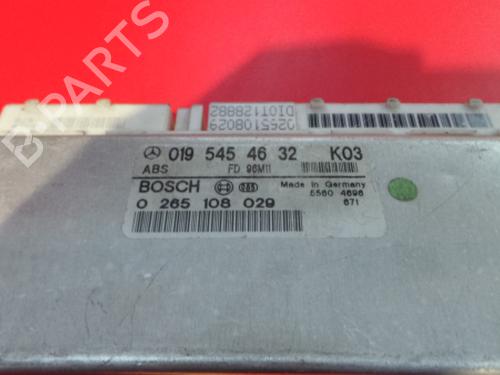 D10T128882
0265108029
019 545 46 32 K03
ABS FD 96M11
BOSCH Made in Germany
0 265 108 029 5560 4696
671
B-PARTS